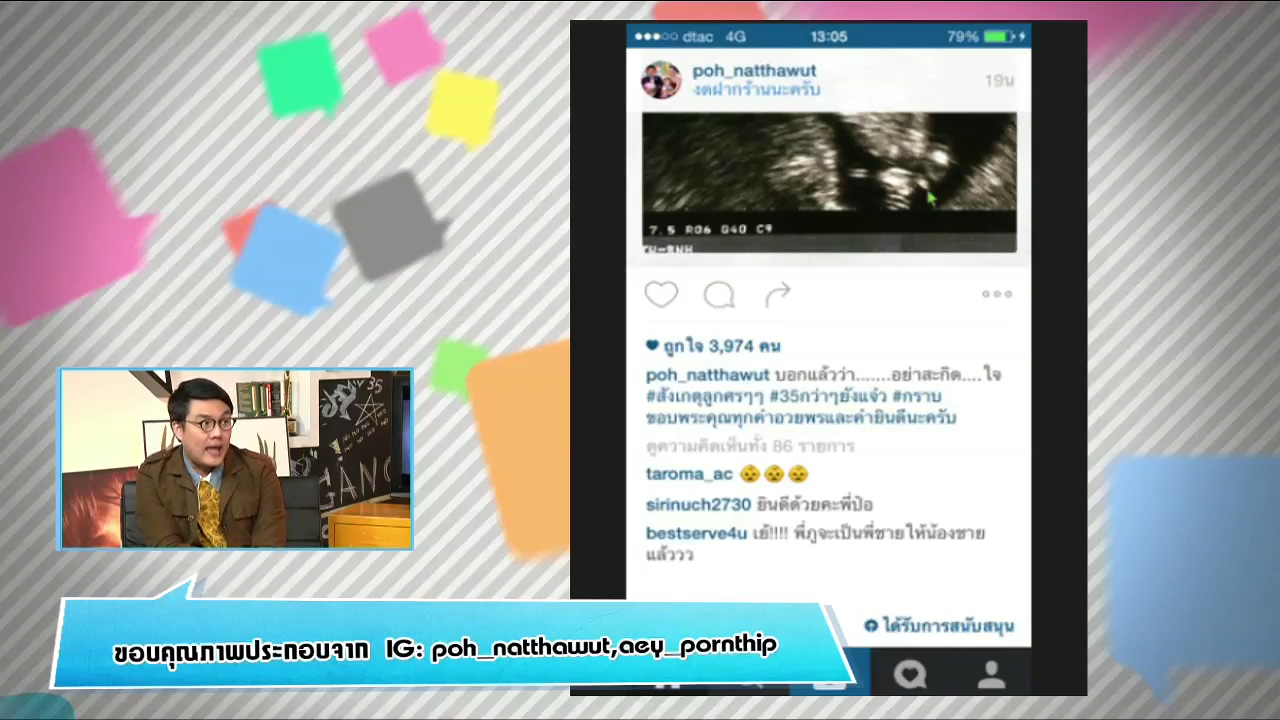 dtac 4G 13:05 79%
poh_natthawut
งดฝากร้านนะครับ
19น
7.5 R06 G40 C9
ถูกใจ 3,974 คน
poh_natthawut บอกแล้วว่า.......อย่าสะกิด....ใจ
#สังเกตุลูกศรๆๆ #35กว่าๆยังแจ๋ว #กราบ
ขอบพระคุณทุกคำอวยพรและคำยินดีนะครับ
ดูความคิดเห็นทั้ง 86 รายการ
taroma_ac 👶👶👶
sirinuch2730 ยินดีด้วยคะพี่ป๋อ
bestserve4u เย้!!!! พี่ภูจะเป็นพี่ชายให้น้องชาย
แล้ววว
ได้รับการสนับสนุน
35
GANG
ขอบคุณภาพประกอบจาก IG: poh_natthawut,aey_pornthip